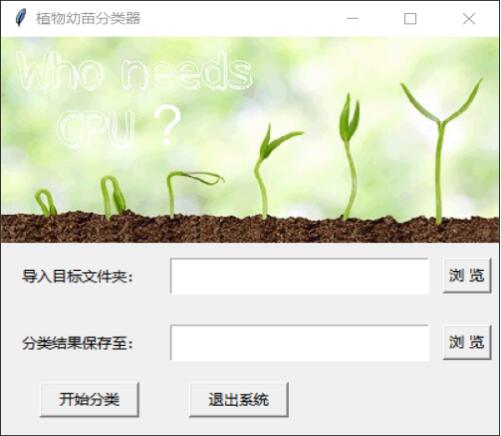 植物幼苗分类器
Who needs
GPU ?
导入目标文件夹:
浏 览
分类结果保存至:
浏 览
开始分类
退出系统